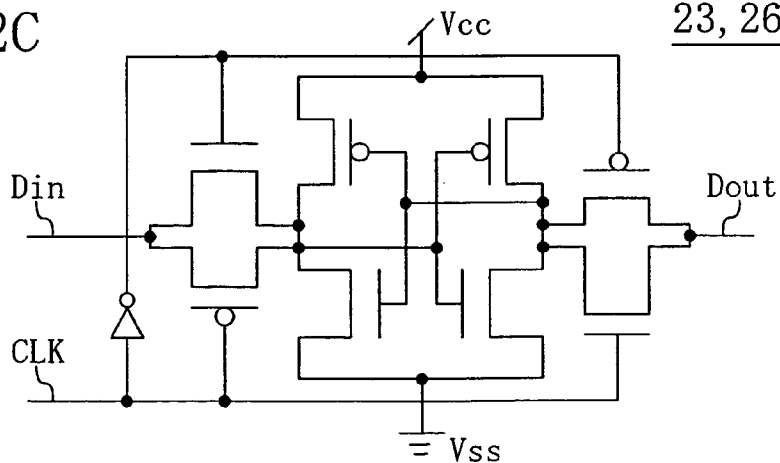 2C
Vcc
23, 26
Din
Dout
CLK
Vss